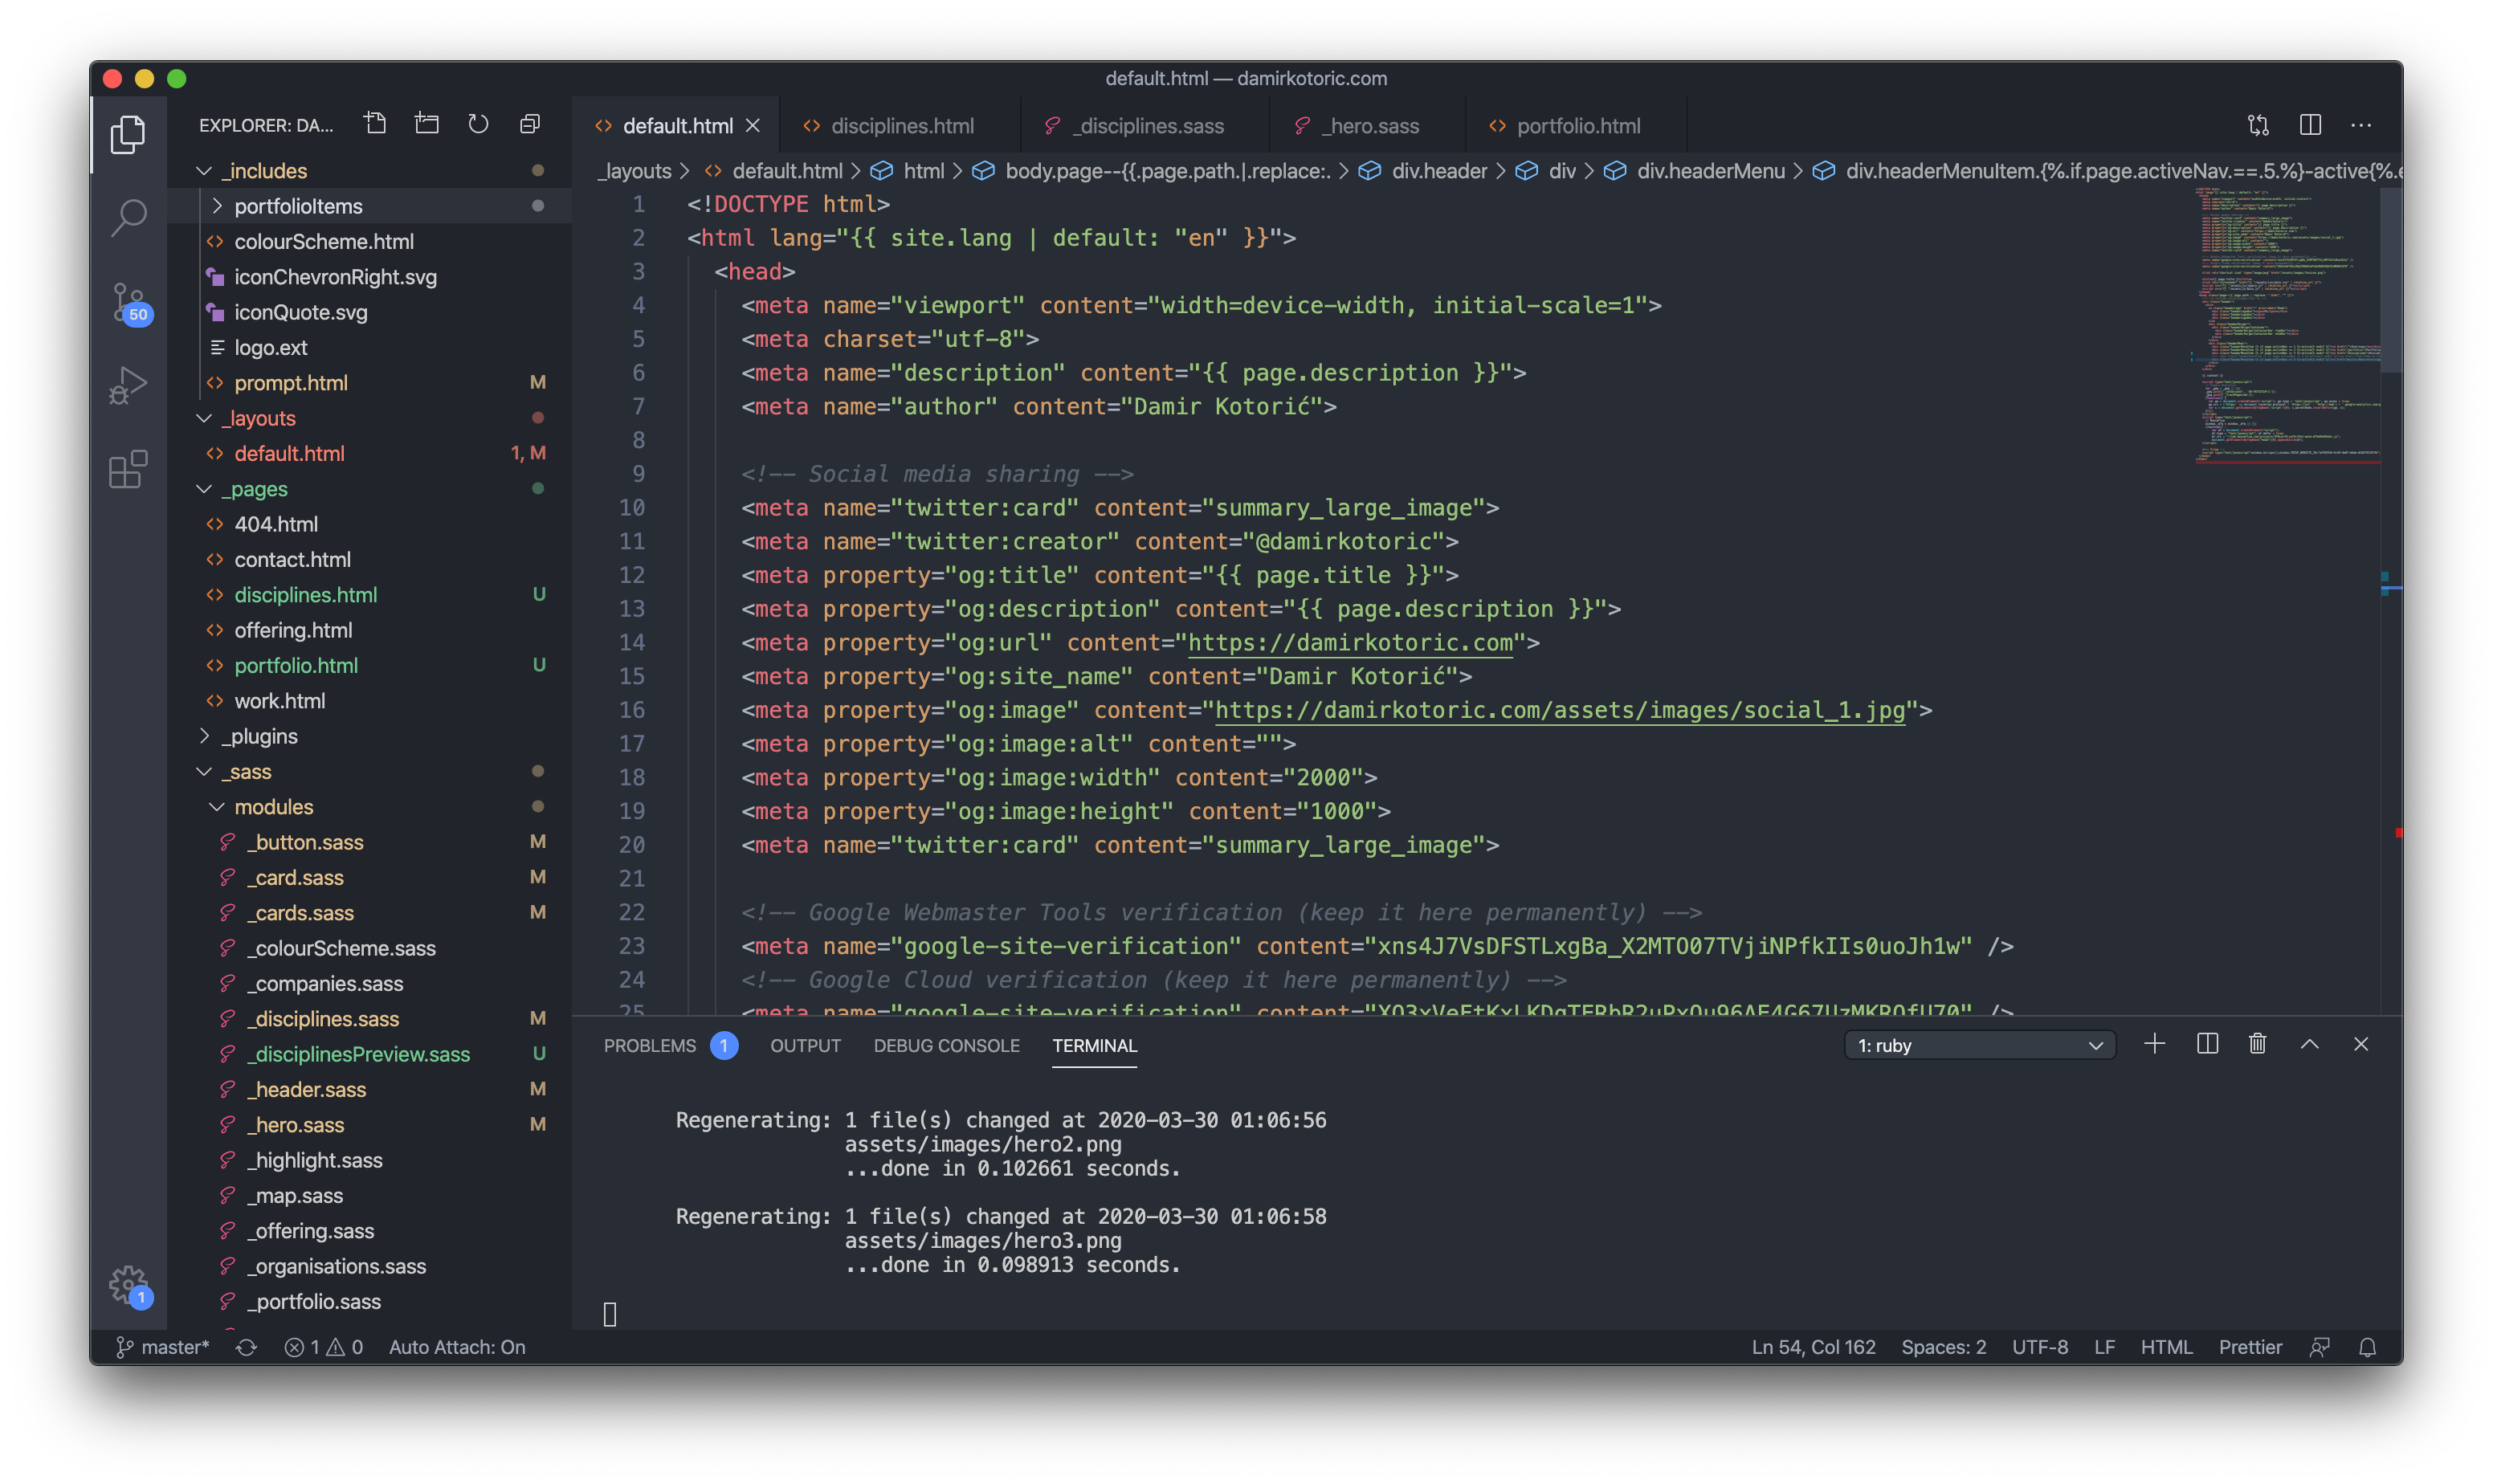 default.html — damirkotoric.com
EXPLORER: DA...
_includes
portfolioItems
colourScheme.html
iconChevronRight.svg
iconQuote.svg
logo.ext
prompt.html M
_layouts
default.html 1, M
_pages
404.html
contact.html
disciplines.html U
offering.html
portfolio.html U
work.html
_plugins
_sass
modules
_button.sass M
_card.sass M
_cards.sass M
_colourScheme.sass
_companies.sass
_disciplines.sass M
_disciplinesPreview.sass U
_header.sass M
_hero.sass M
_highlight.sass
_map.sass
_offering.sass
_organisations.sass
_portfolio.sass
50
1
default.html disciplines.html _disciplines.sass _hero.sass portfolio.html
_layouts > default.html > html > body.page--{{.page.path.|.replace:. > div.header > div > div.headerMenu > div.headerMenuItem.{%.if.page.activeNav.==.5.%}-active{%.e
1 <!DOCTYPE html>
2 <html lang="{{ site.lang | default: "en" }}">
3 <head>
4 <meta name="viewport" content="width=device-width, initial-scale=1">
5 <meta charset="utf-8">
6 <meta name="description" content="{{ page.description }}">
7 <meta name="author" content="Damir Kotorić">
8
9 <!-- Social media sharing -->
10 <meta name="twitter:card" content="summary_large_image">
11 <meta name="twitter:creator" content="@damirkotoric">
12 <meta property="og:title" content="{{ page.title }}">
13 <meta property="og:description" content="{{ page.description }}">
14 <meta property="og:url" content="https://damirkotoric.com">
15 <meta property="og:site_name" content="Damir Kotorić">
16 <meta property="og:image" content="https://damirkotoric.com/assets/images/social_1.jpg">
17 <meta property="og:image:alt" content="">
18 <meta property="og:image:width" content="2000">
19 <meta property="og:image:height" content="1000">
20 <meta name="twitter:card" content="summary_large_image">
21
22 <!-- Google Webmaster Tools verification (keep it here permanently) -->
23 <meta name="google-site-verification" content="xns4J7VsDFSTLxgBa_X2MTO07TVjiNPfkIIs0uoJh1w" />
24 <!-- Google Cloud verification (keep it here permanently) -->
25 <meta name="google-site-verification" content=
PROBLEMS 1 OUTPUT DEBUG CONSOLE TERMINAL 1: ruby
Regenerating: 1 file(s) changed at 2020-03-30 01:06:56
assets/images/hero2.png
...done in 0.102661 seconds.
Regenerating: 1 file(s) changed at 2020-03-30 01:06:58
assets/images/hero3.png
...done in 0.098913 seconds.
master* 1 0 Auto Attach: On Ln 54, Col 162 Spaces: 2 UTF-8 LF HTML Prettier